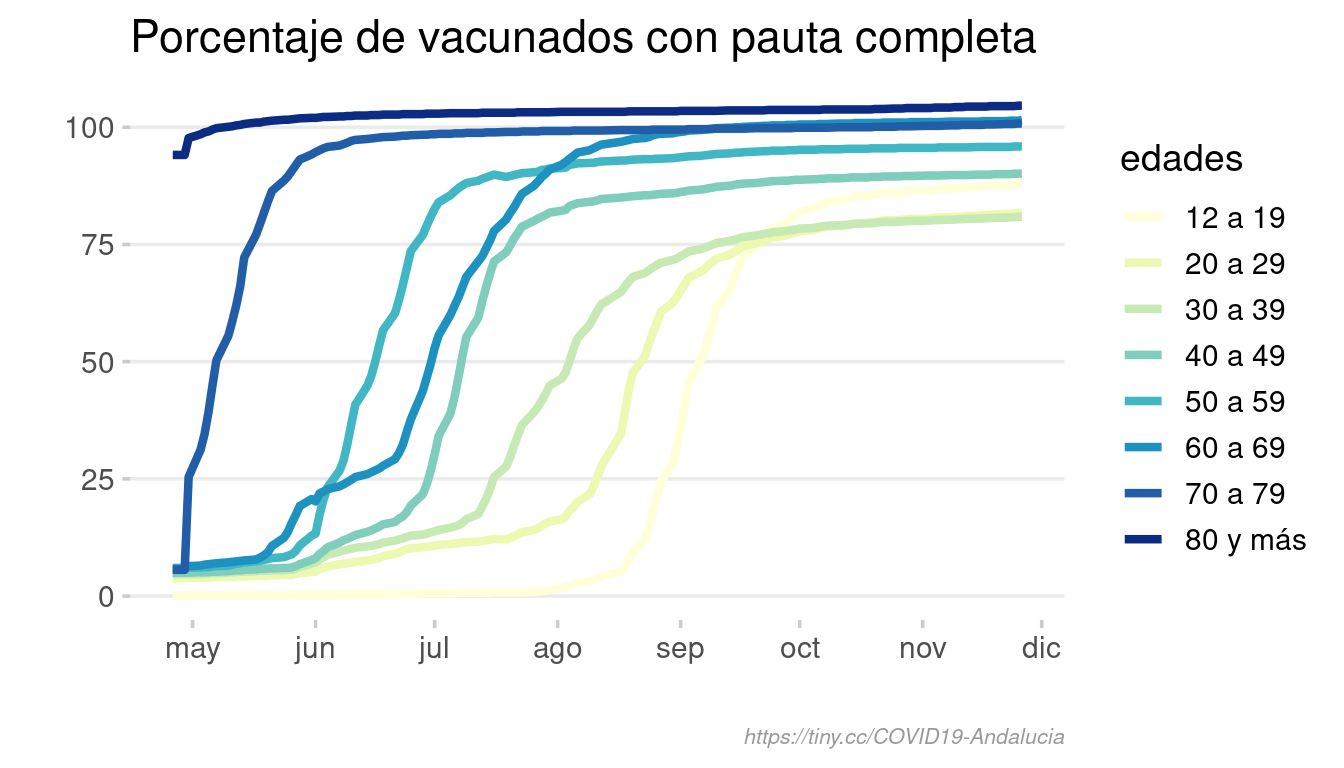 Porcentaje de vacunados con pauta completa
100
75
50
25
0
may jun jul ago sep oct nov dic
edades
12 a 19
20 a 29
30 a 39
40 a 49
50 a 59
60 a 69
70 a 79
80 y más
https://tiny.cc/COVID19-Andalucia